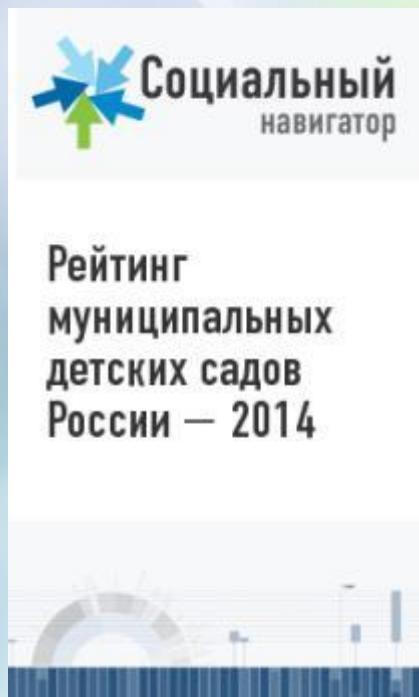 Социальный
навигатор
Рейтинг
муниципальных
детских садов
России — 2014